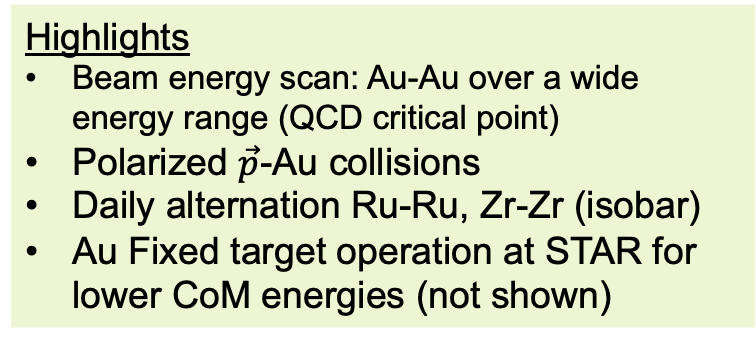 Highlights
• Beam energy scan: Au-Au over a wide
energy range (QCD critical point)
• Polarized p⃗-Au collisions
• Daily alternation Ru-Ru, Zr-Zr (isobar)
• Au Fixed target operation at STAR for
lower CoM energies (not shown)